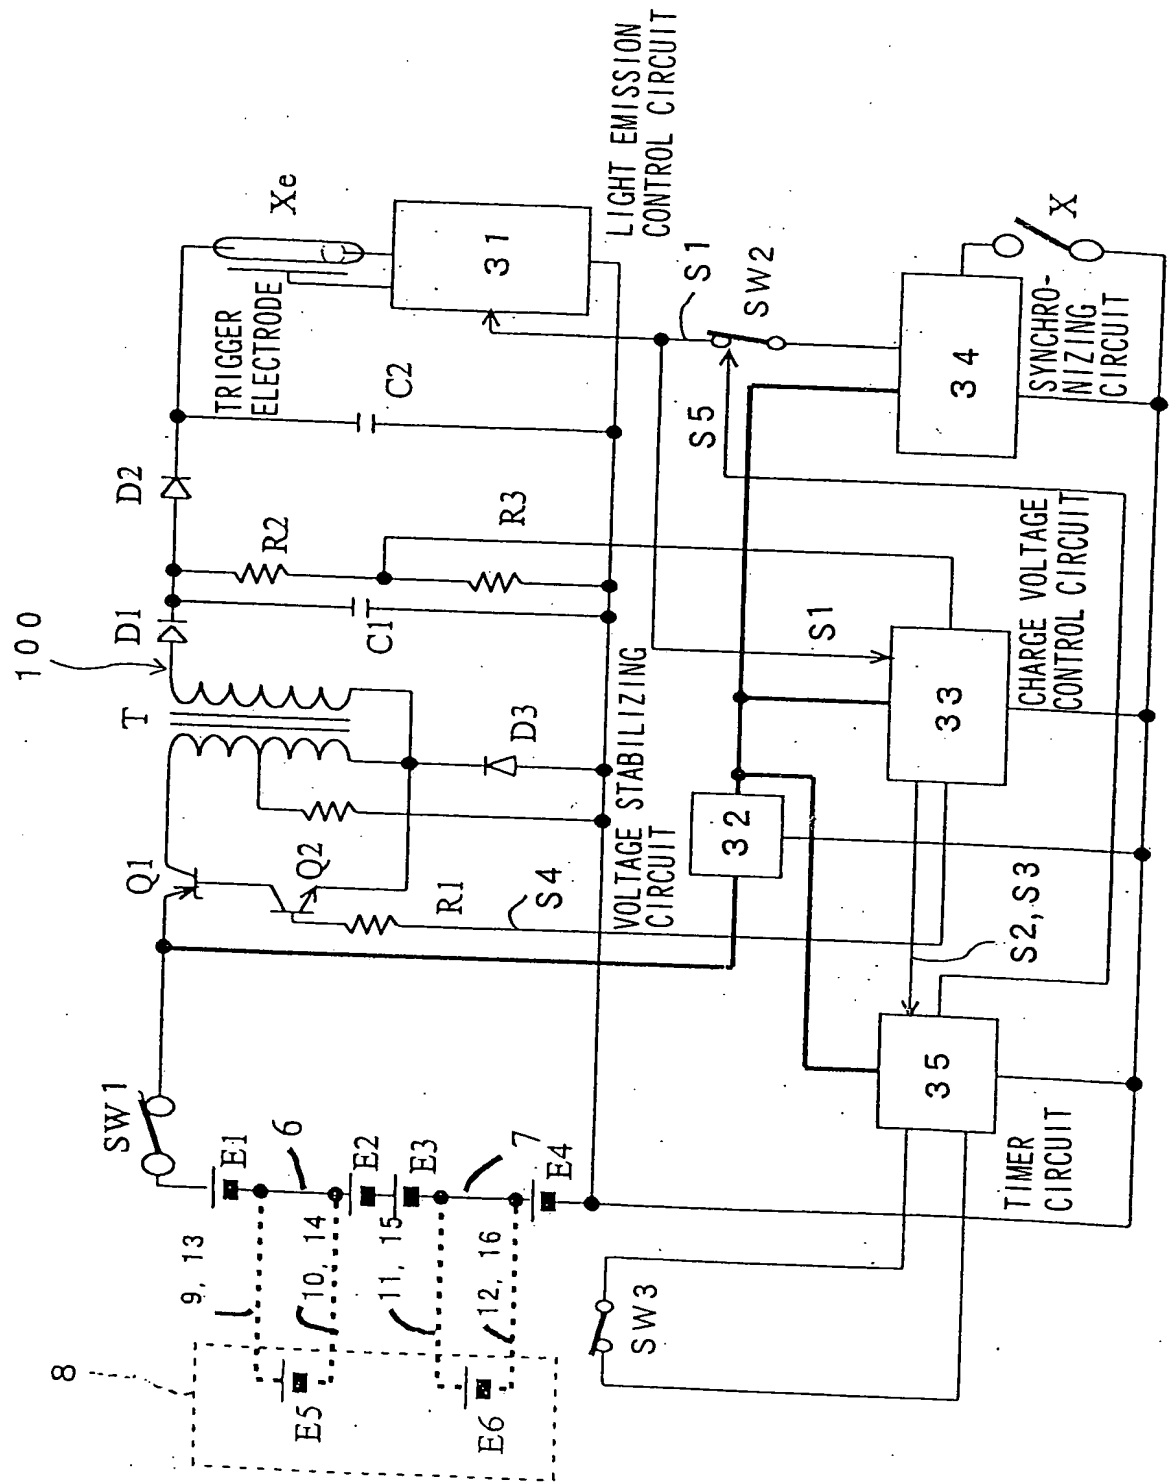 100
8
SW1
Q1
T
D1
D2
TRIGGER
ELECTRODE
Xe
E1
6
E2
E3
7
E4
9, 13
10, 14
11, 15
12, 16
E5
E6
Q2
R1
S4
D3
C1
R2
R3
C2
31
LIGHT EMISSION
CONTROL CIRCUIT
VOLTAGE STABILIZING
CIRCUIT
32
S1
S5
S1
SW2
SW3
35
TIMER
CIRCUIT
S2, S3
33
CHARGE VOLTAGE
CONTROL CIRCUIT
34
SYNCHRO-
NIZING
CIRCUIT
X